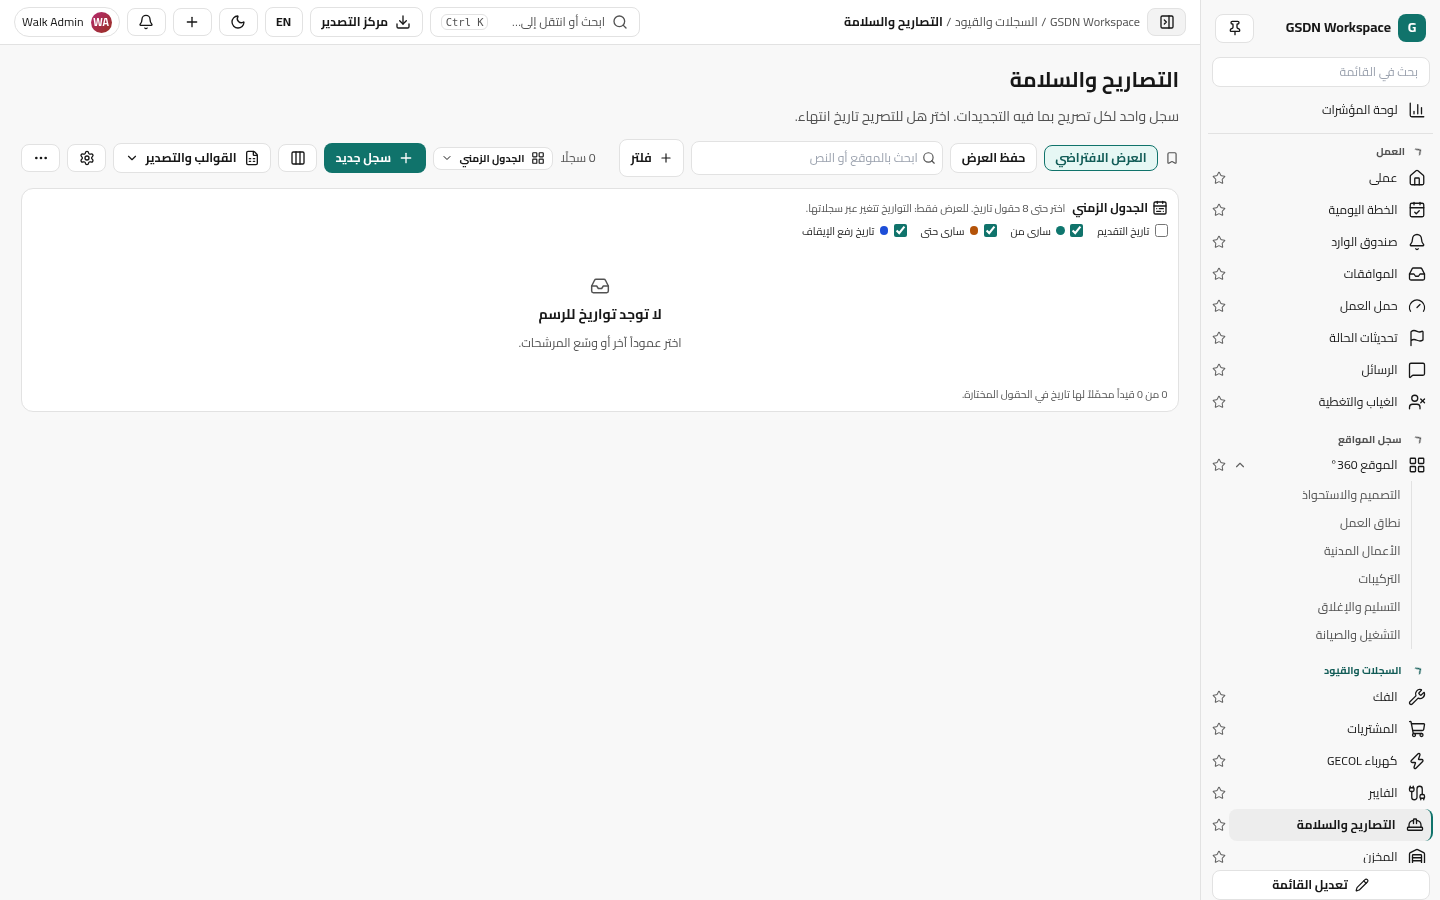 G GSDN Workspace
بحث في القائمة
لوحة المؤشرات
العمل
عملي
الخطة اليومية
صندوق الوارد
الموافقات
حمل العمل
تحديثات الحالة
الرسائل
الغياب والتغطية
سجل المواقع
الموقع 360°
التصميم والاستحواذ
نطاق العمل
الأعمال المدنية
التركيبات
التسليم والإغلاق
التشغيل والصيانة
السجلات والقيود
الفك
المشتريات
كهرباء GECOL
الفايبر
التصاريح والسلامة
المخزن
تعديل القائمة
GSDN Workspace / السجلات والقيود / التصاريح والسلامة
ابحث أو انتقل إلى... Ctrl K
مركز التصدير
EN
WA Walk Admin
التصاريح والسلامة
سجل واحد لكل تصريح بما فيه التجديدات. اختر هل للتصريح تاريخ انتهاء.
العرض الافتراضي
حفظ العرض
ابحث بالموقع أو النص
فلتر
0 سجلًا
الجدول الزمني
سجل جديد
القوالب والتصدير
الجدول الزمني اختر حتى 8 حقول تاريخ. للعرض فقط؛ التواريخ تتغير عبر سجلاتها.
تاريخ التقديم ساري من ساري حتى تاريخ رفع الإيقاف
لا توجد تواريخ للرسم
اختر عموداً آخر أو وسّع المرشحات.
0 من 0 قيداً محمّلاً لها تاريخ في الحقول المختارة.